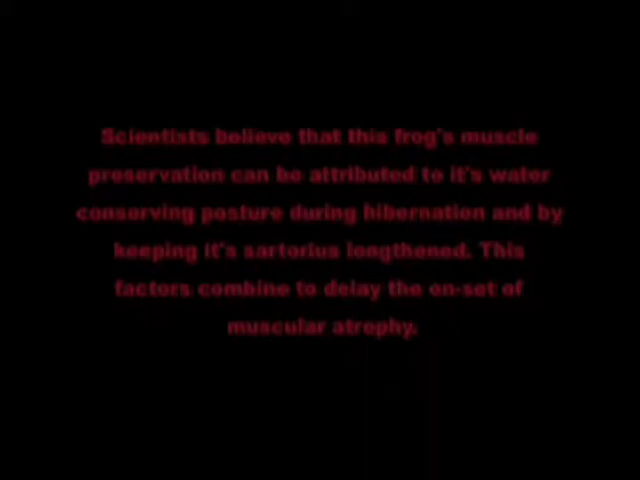 Scientists believe that this frog's muscle
preservation can be attributed to it's water
conserving posture during hibernation and by
keeping it's sartorius lengthened. This
factors combine to delay the on-set of
muscular atrophy.